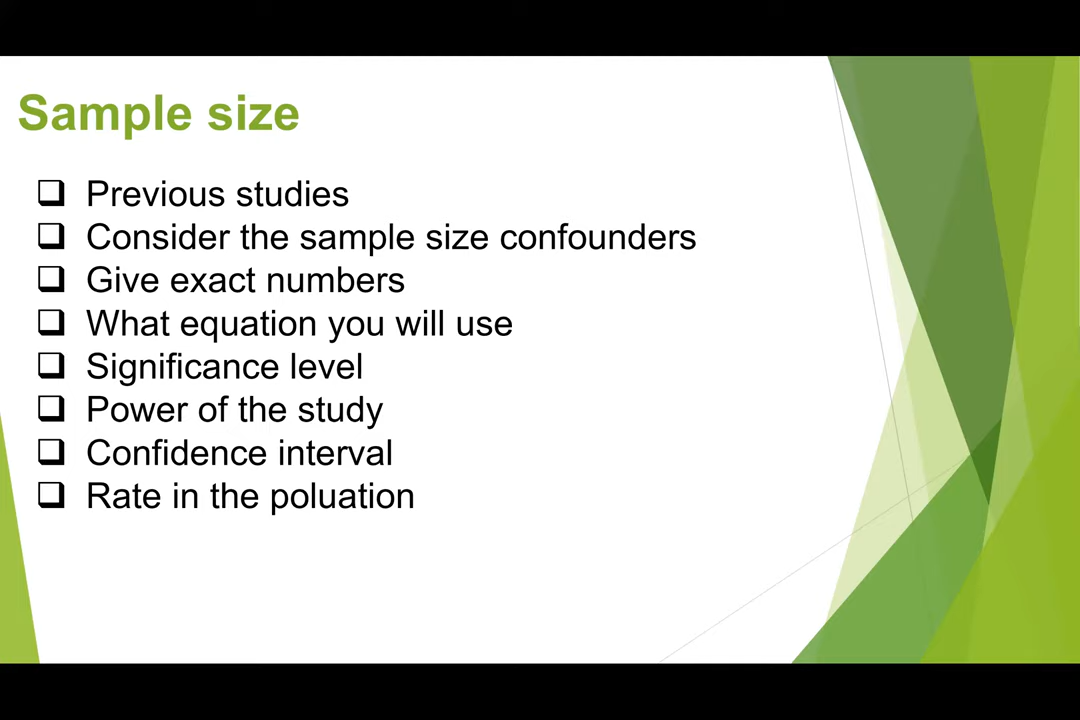 Sample size
❑ Previous studies
❑ Consider the sample size confounders
❑ Give exact numbers
❑ What equation you will use
❑ Significance level
❑ Power of the study
❑ Confidence interval
❑ Rate in the poluation